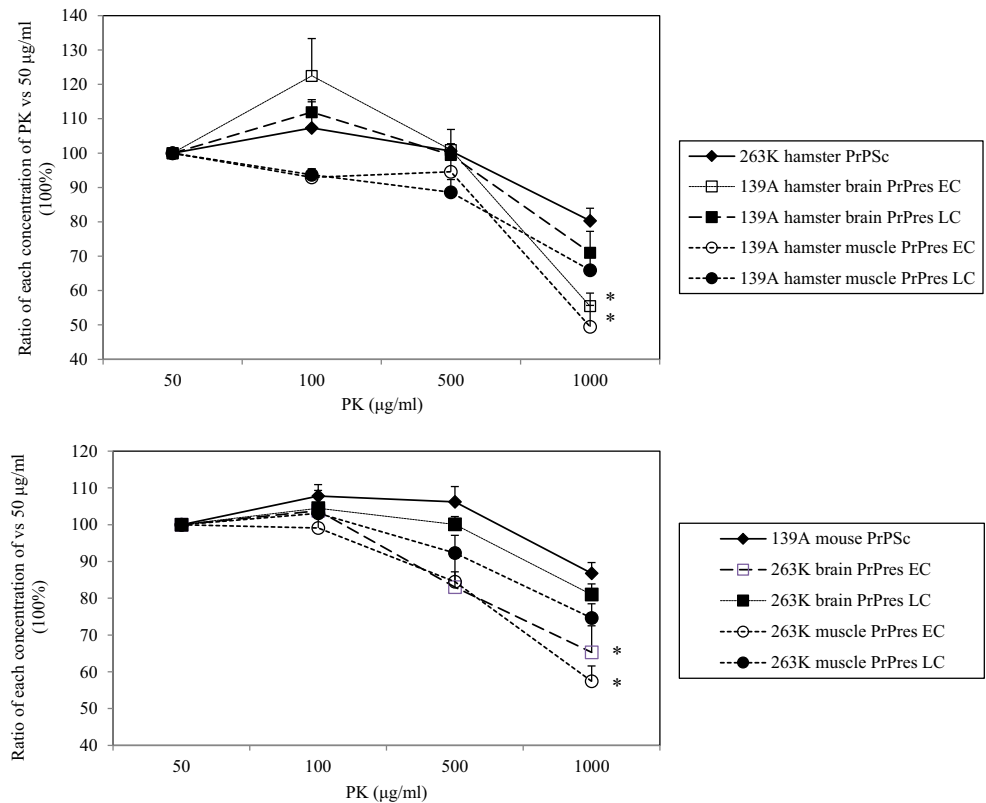 Ratio of each concentration of PK vs 50 μg/ml
(100%)
140
130
120
110
100
90
80
70
60
50
40
*
*
50 100 500 1000
PK (μg/ml)
263K hamster PrPSc
139A hamster brain PrPres EC
139A hamster brain PrPres LC
139A hamster muscle PrPres EC
139A hamster muscle PrPres LC
Ratio of each concentration of vs 50 μg/ml
(100%)
120
110
100
90
80
70
60
50
40
*
*
50 100 500 1000
PK (μg/ml)
139A mouse PrPSc
263K brain PrPres EC
263K brain PrPres LC
263K muscle PrPres EC
263K muscle PrPres LC